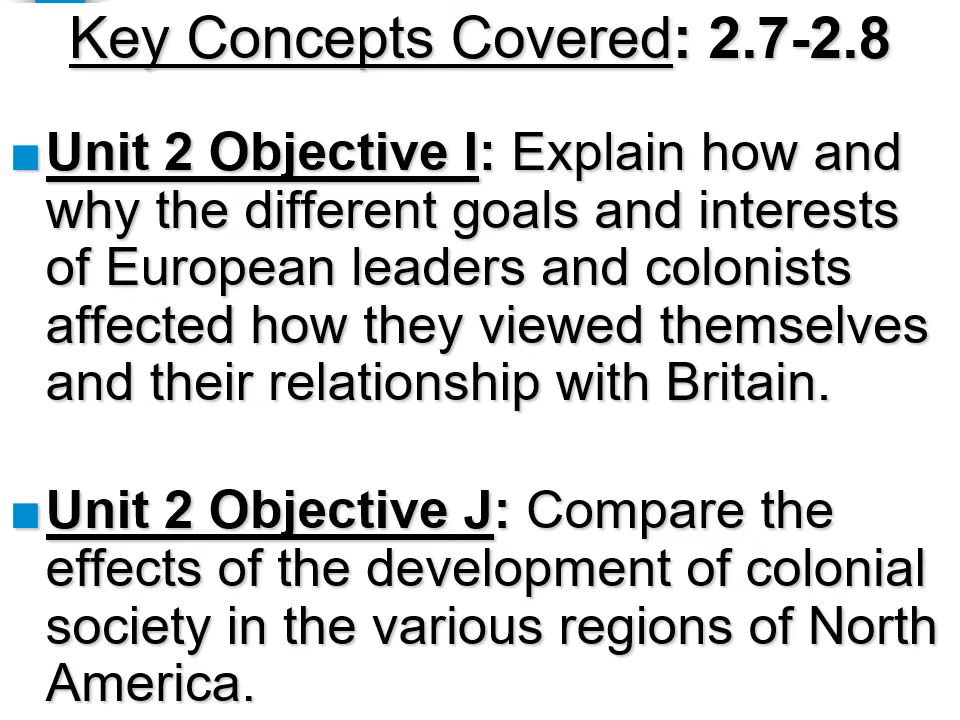 Key Concepts Covered: 2.7-2.8
■Unit 2 Objective I: Explain how and
why the different goals and interests
of European leaders and colonists
affected how they viewed themselves
and their relationship with Britain.
■Unit 2 Objective J: Compare the
effects of the development of colonial
society in the various regions of North
America.